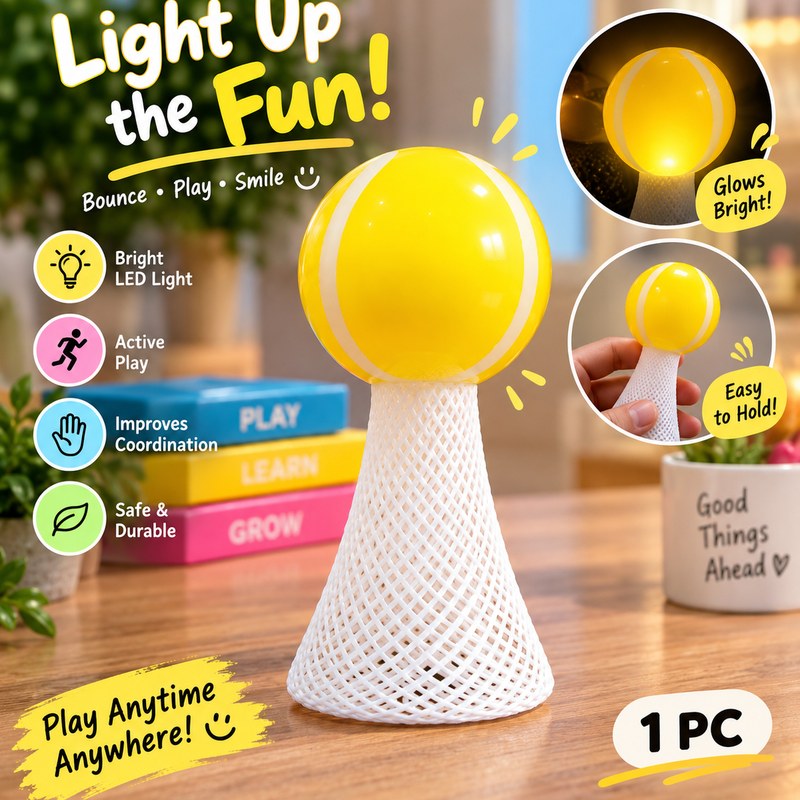 Light Up
the Fun!
Bounce • Play • Smile
Bright
LED Light
Active
Play
Improves
Coordination
Safe &
Durable
Glows
Bright!
Easy
to Hold!
PLAY
LEARN
GROW
Good
Things
Ahead
Play Anytime
Anywhere!
1 PC